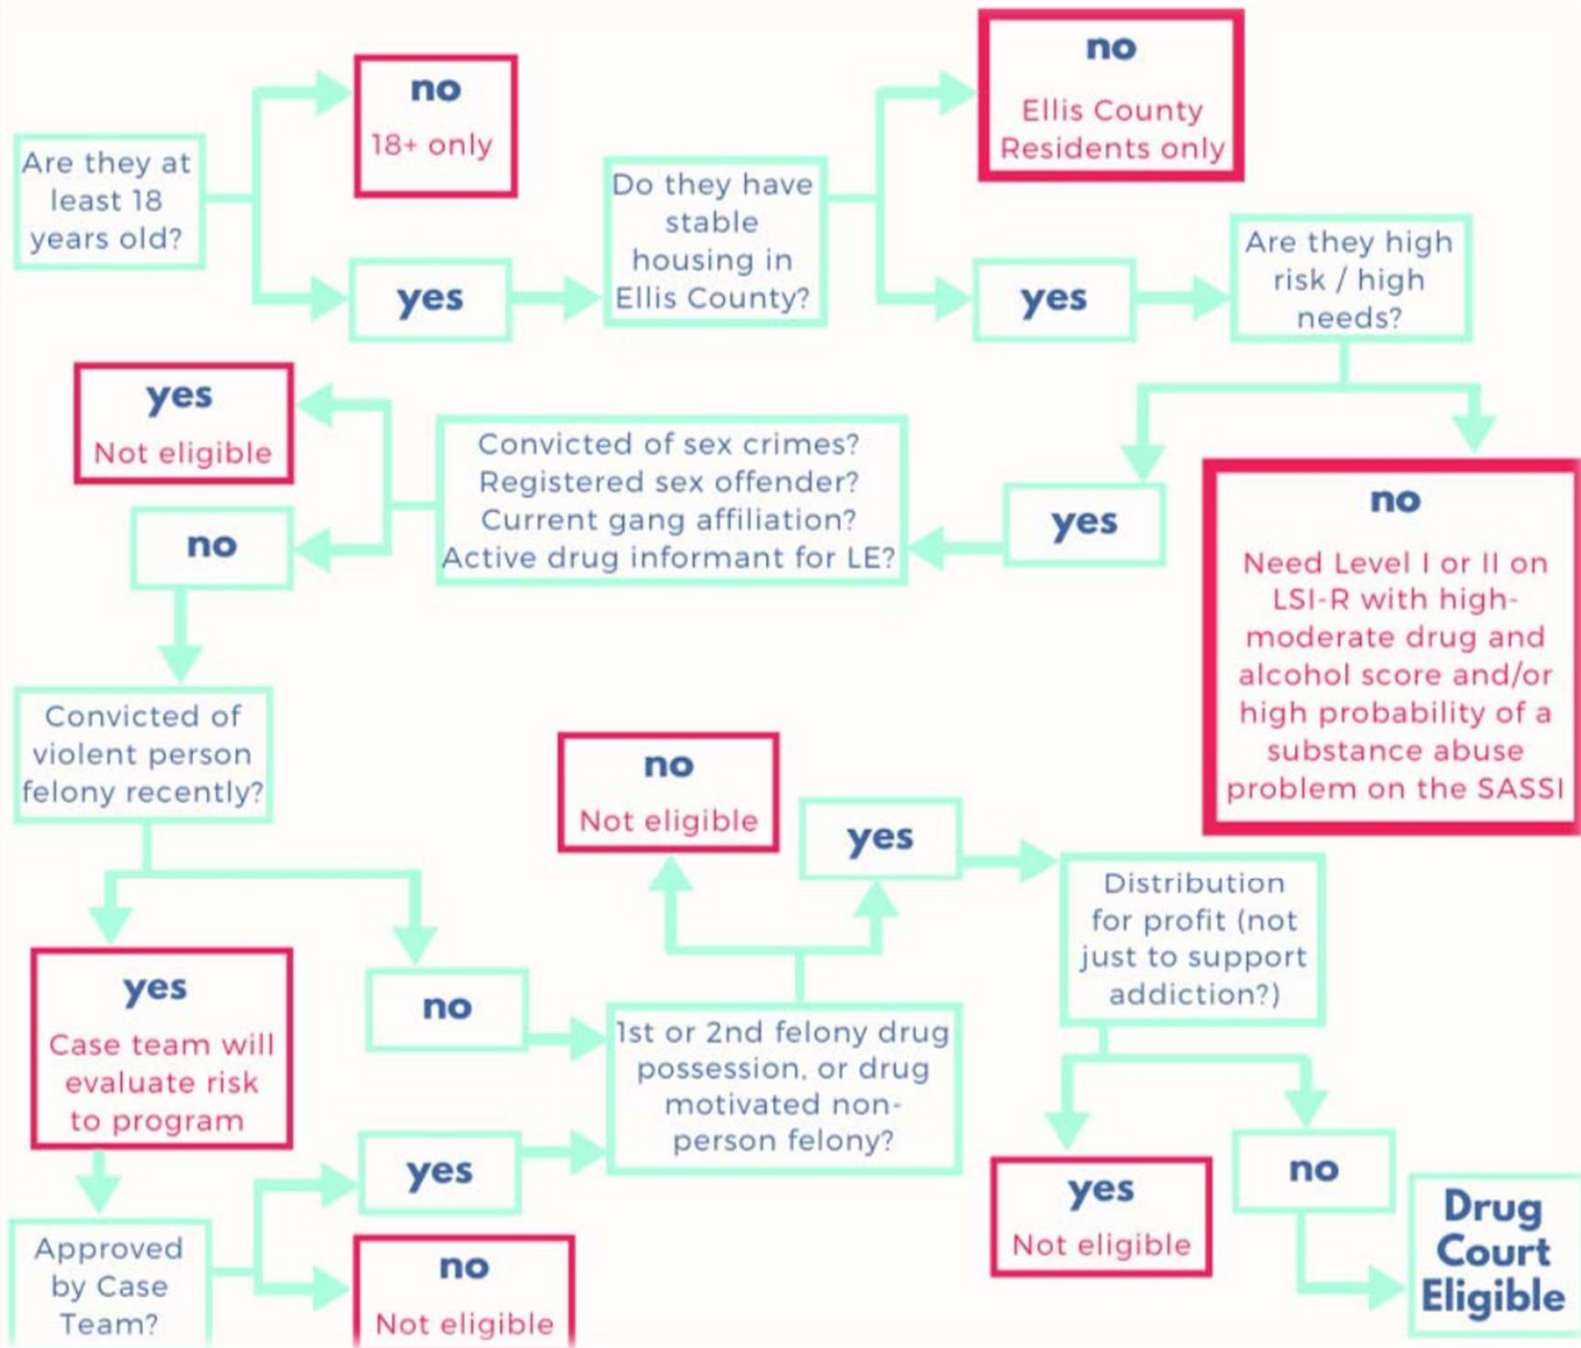 Are they at
least 18
years old?
no
18+ only
yes
Do they have
stable
housing in
Ellis County?
no
Ellis County
Residents only
yes
Are they high
risk / high
needs?
no
Need Level I or II on
LSI-R with high-
moderate drug and
alcohol score and/or
high probability of a
substance abuse
problem on the SASSI
yes
Convicted of sex crimes?
Registered sex offender?
Current gang affiliation?
Active drug informant for LE?
yes
Not eligible
no
Convicted of
violent person
felony recently?
yes
Case team will
evaluate risk
to program
Approved
by Case
Team?
no
Not eligible
yes
no
1st or 2nd felony drug
possession, or drug
motivated non-
person felony?
no
Not eligible
yes
Distribution
for profit (not
just to support
addiction?)
yes
Not eligible
no
Drug
Court
Eligible